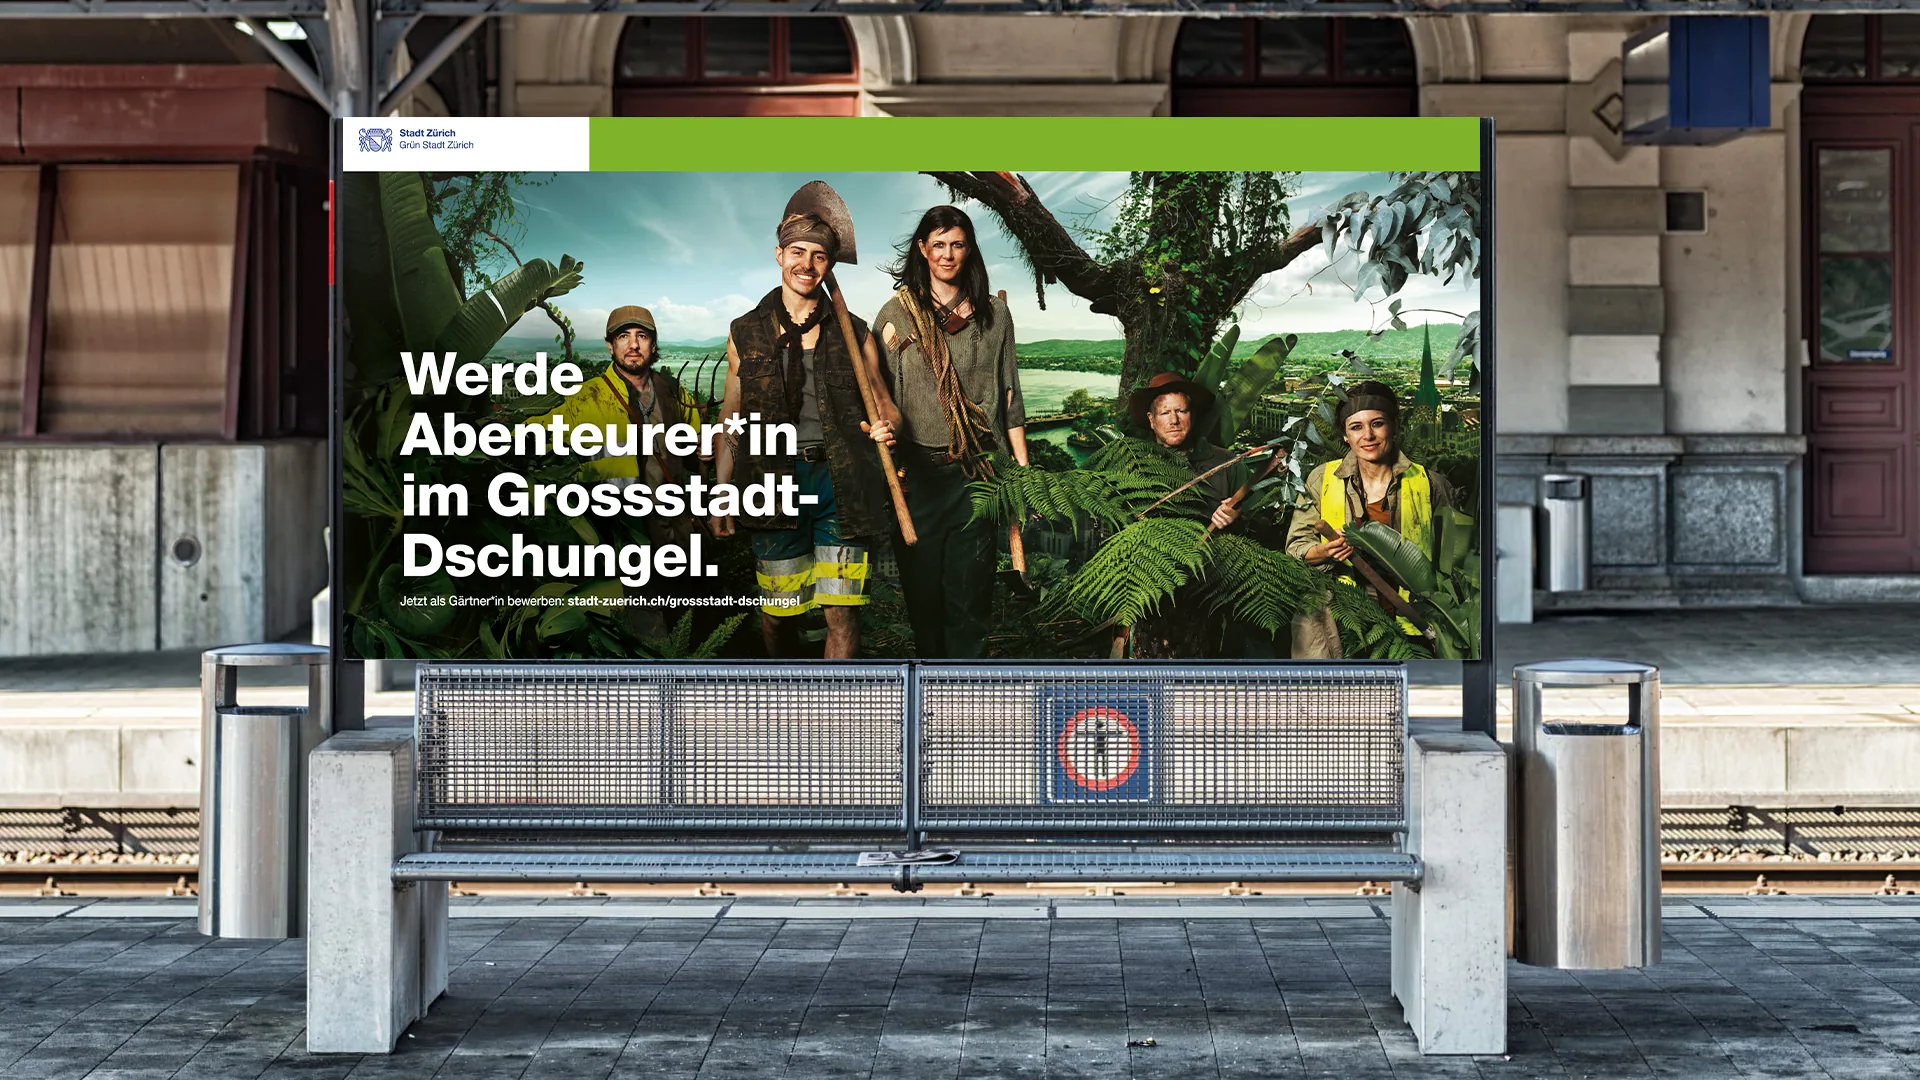 Stadt Zürich
Grün Stadt Zürich
Werde
Abenteurer*in
im Grossstadt-
Dschungel.
Jetzt als Gärtner*in bewerben: stadt-zuerich.ch/grossstadt-dschungel